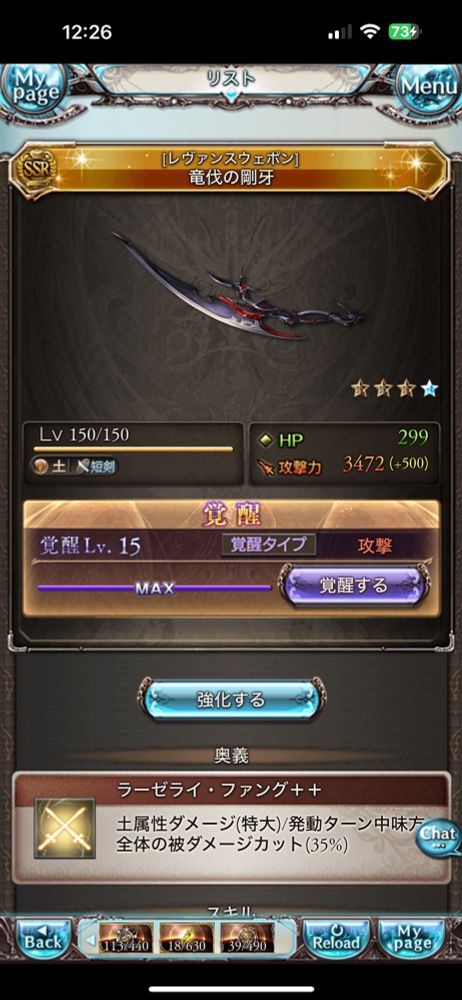 12:26
73
My
page
リスト
Menu
SSR
[レヴァンスウェポン]
竜伐の剛牙
Lv 150/150
土 短剣
HP 299
攻撃力 3472 (+500)
覚醒
覚醒Lv. 15 覚醒タイプ 攻撃
MAX 覚醒する
強化する
奥義
ラーゼライ・ファング++
土属性ダメージ(特大)/発動ターン中味方
全体の被ダメージカット(35%)
Chat
スキル
Back
113/440
18/630
39/490
Reload
My
page